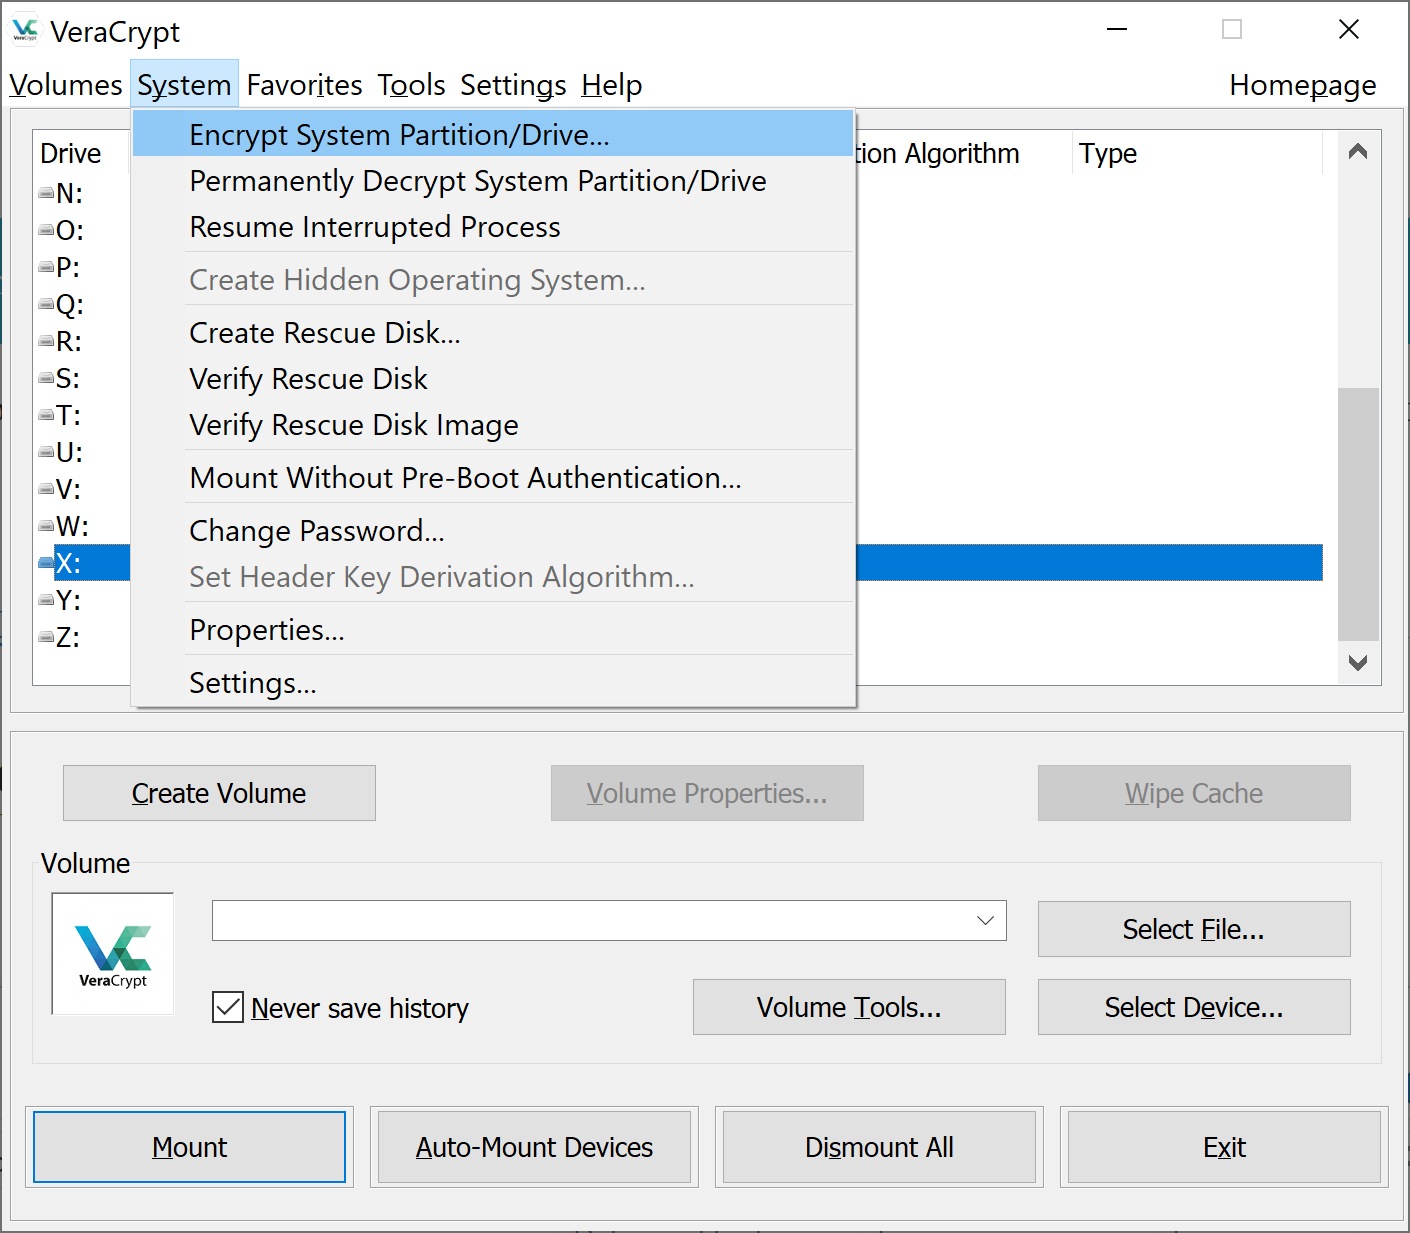 VeraCrypt
Volumes System Favorites Tools Settings Help Homepage
Drive tion Algorithm Type
N:
O:
P:
Q:
R:
S:
T:
U:
V:
W:
X:
Y:
Z:
Encrypt System Partition/Drive...
Permanently Decrypt System Partition/Drive
Resume Interrupted Process
Create Hidden Operating System...
Create Rescue Disk...
Verify Rescue Disk
Verify Rescue Disk Image
Mount Without Pre-Boot Authentication...
Change Password...
Set Header Key Derivation Algorithm...
Properties...
Settings...
Create Volume Volume Properties... Wipe Cache
Volume
VeraCrypt
Select File...
Never save history Volume Tools... Select Device...
Mount Auto-Mount Devices Dismount All Exit